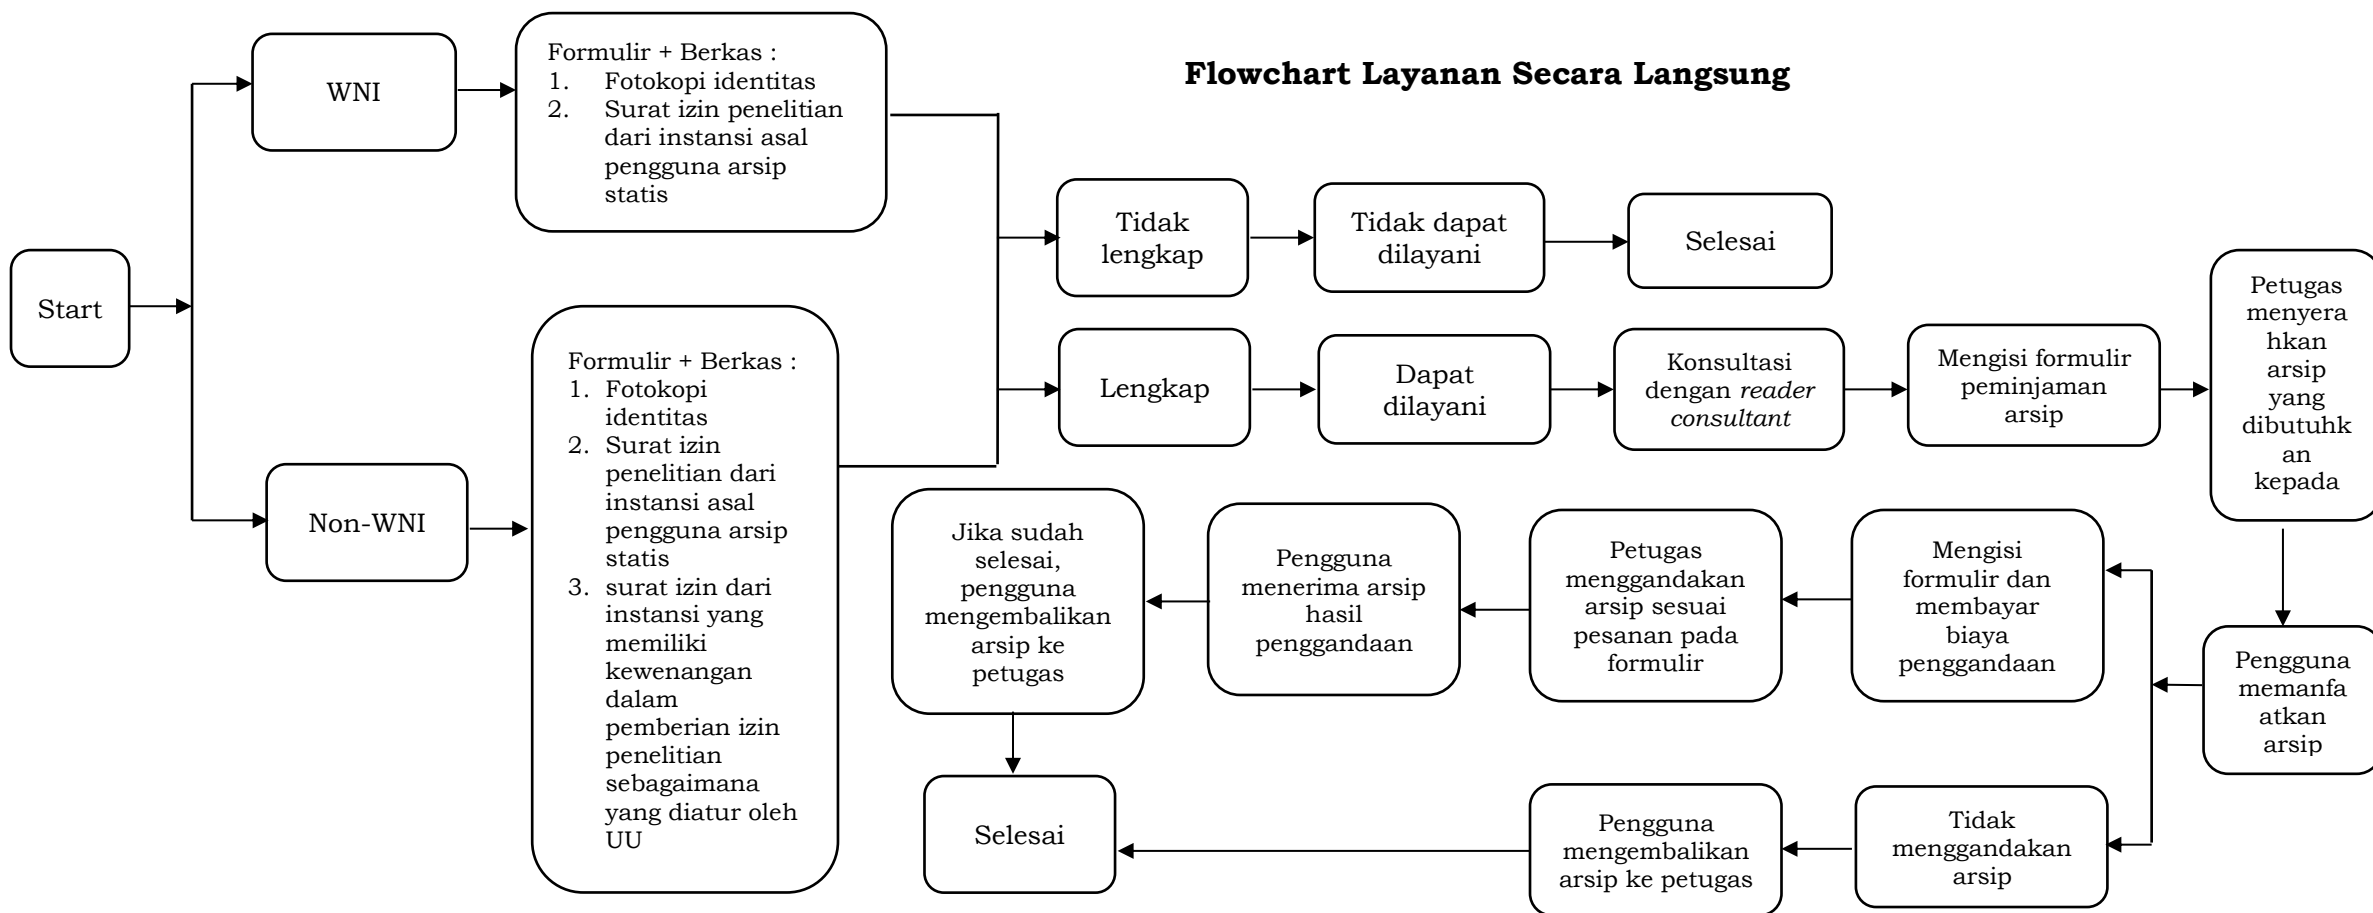 Flowchart Layanan Secara Langsung
Start
WNI
Formulir + Berkas :
1. Fotokopi identitas
2. Surat izin penelitian
dari instansi asal
pengguna arsip
statis
Non-WNI
Formulir + Berkas :
1. Fotokopi
identitas
2. Surat izin
penelitian dari
instansi asal
pengguna arsip
statis
3. surat izin dari
instansi yang
memiliki
kewenangan
dalam
pemberian izin
penelitian
sebagaimana
yang diatur oleh
UU
Tidak
lengkap
Tidak dapat
dilayani
Selesai
Lengkap
Dapat
dilayani
Konsultasi
dengan reader
consultant
Mengisi formulir
peminjaman
arsip
Petugas
menyera
hkan
arsip
yang
dibutuhk
an
kepada
Pengguna
memanfa
atkan
arsip
Mengisi
formulir dan
membayar
biaya
penggandaan
Petugas
menggandakan
arsip sesuai
pesanan pada
formulir
Pengguna
menerima arsip
hasil
penggandaan
Jika sudah
selesai,
pengguna
mengembalikan
arsip ke
petugas
Tidak
menggandakan
arsip
Pengguna
mengembalikan
arsip ke petugas
Selesai